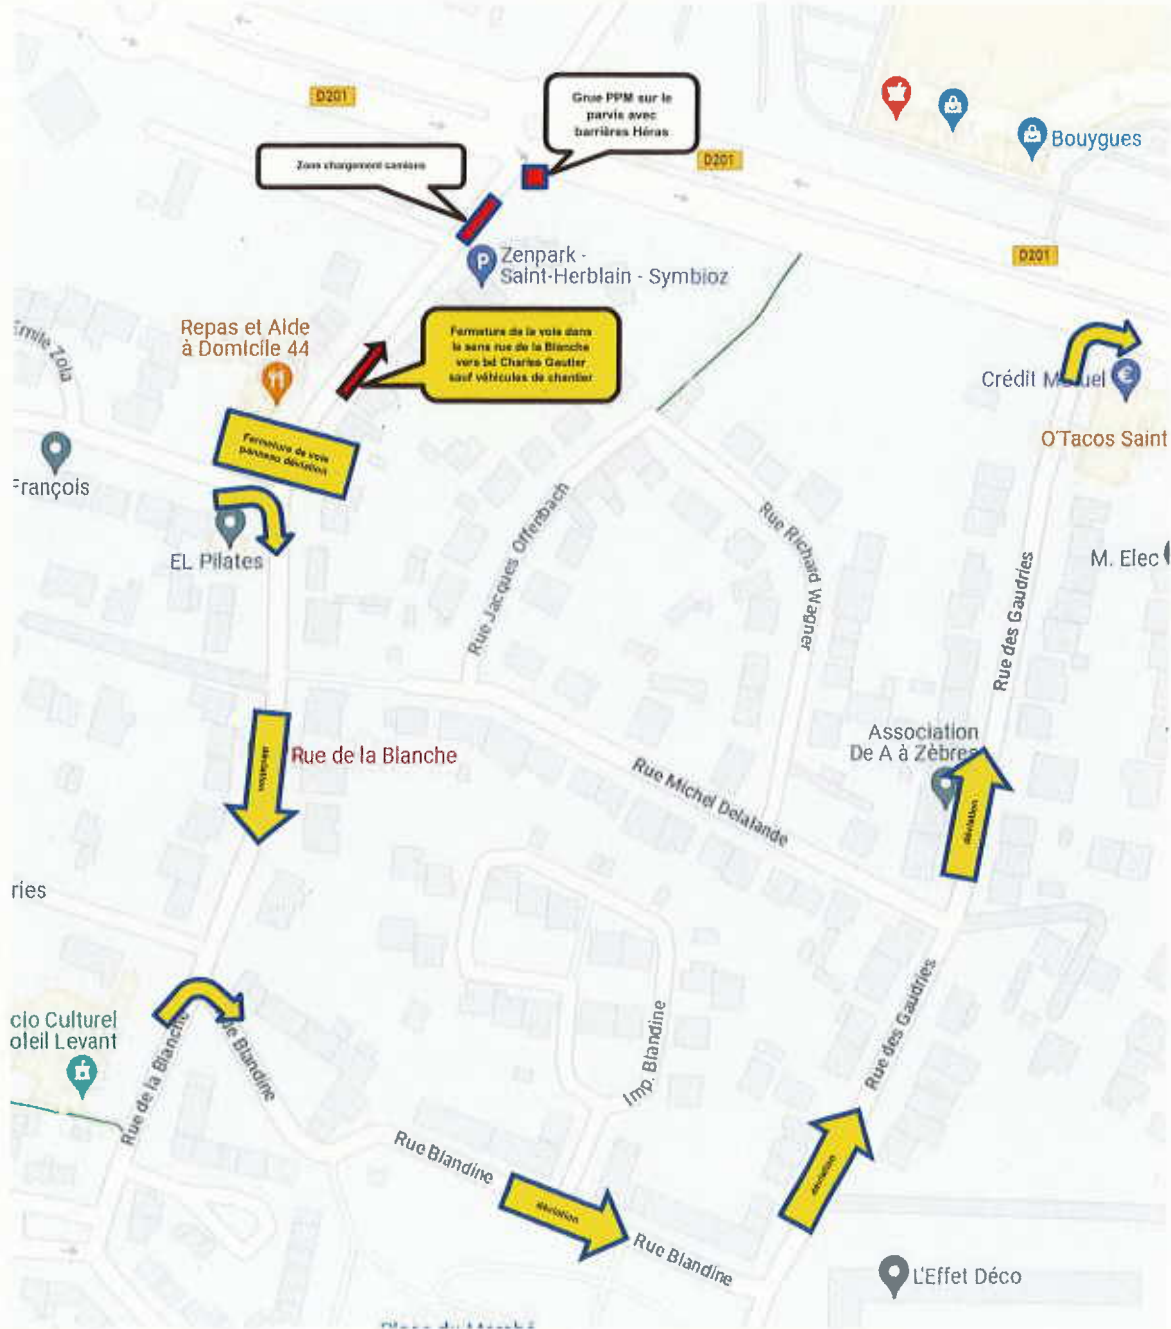 D201
Grue PPM sur le
parvis avec
barrières Héras
Zone chargement camions
D201
Bouygues
D201
Zenpark -
Saint-Herblain - Symbioz
Repas et Aide
à Domicile 44
Emile Zola
Fermeture de la voie dans
le sens rue de la Blanche
vers bd Charles Gautier
sauf véhicules de chantier
Crédit Mutuel
O'Tacos Saint
Fermeture de voie
panneau déviation
François
EL Pilates
Rue Jacques Offenbach
Rue Richard Wagner
M. Elec
Rue des Gaudries
déviation
Rue de la Blanche
Association
De A à Zèbres
Rue Michel Delalande
déviation
ries
cio Culturel
oleil Levant
Rue de la Blanche
Rue Blandine
Imp. Blandine
Rue des Gaudries
Rue Blandine
déviation
déviation
Rue Blandine
L'Effet Déco
Place du Marché